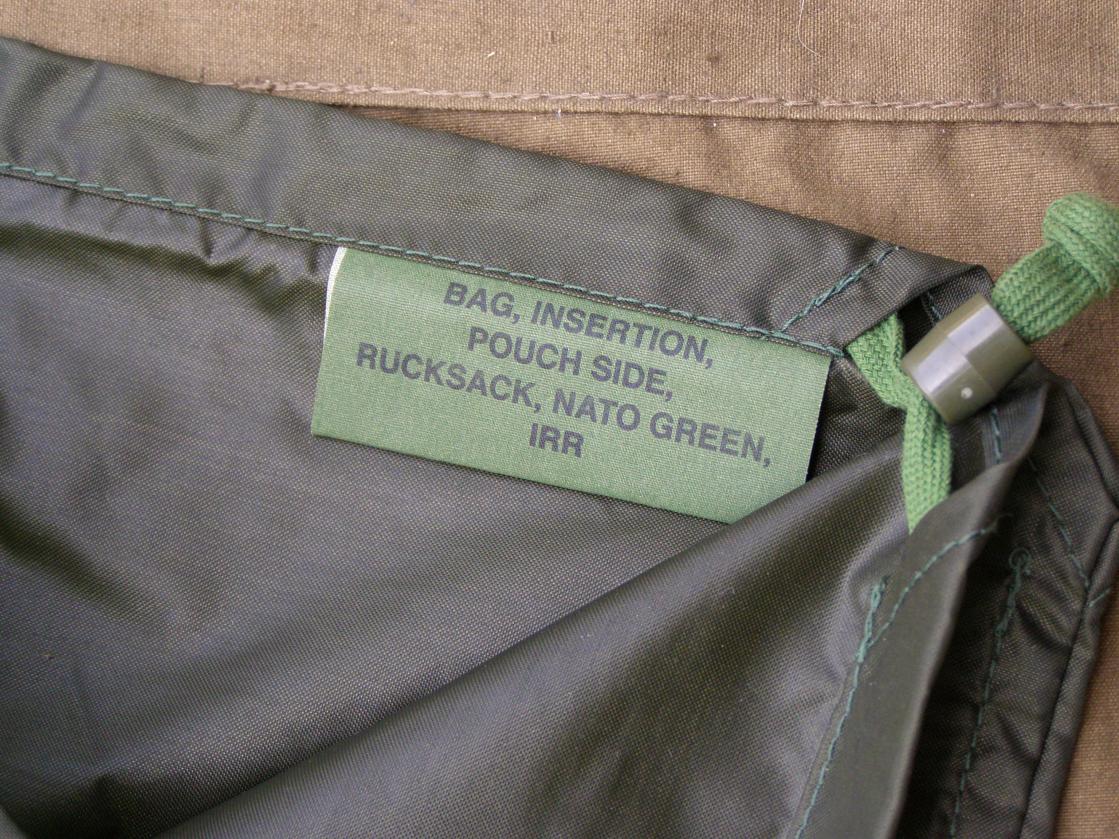 BAG, INSERTION,
POUCH SIDE,
RUCKSACK, NATO GREEN,
IRR